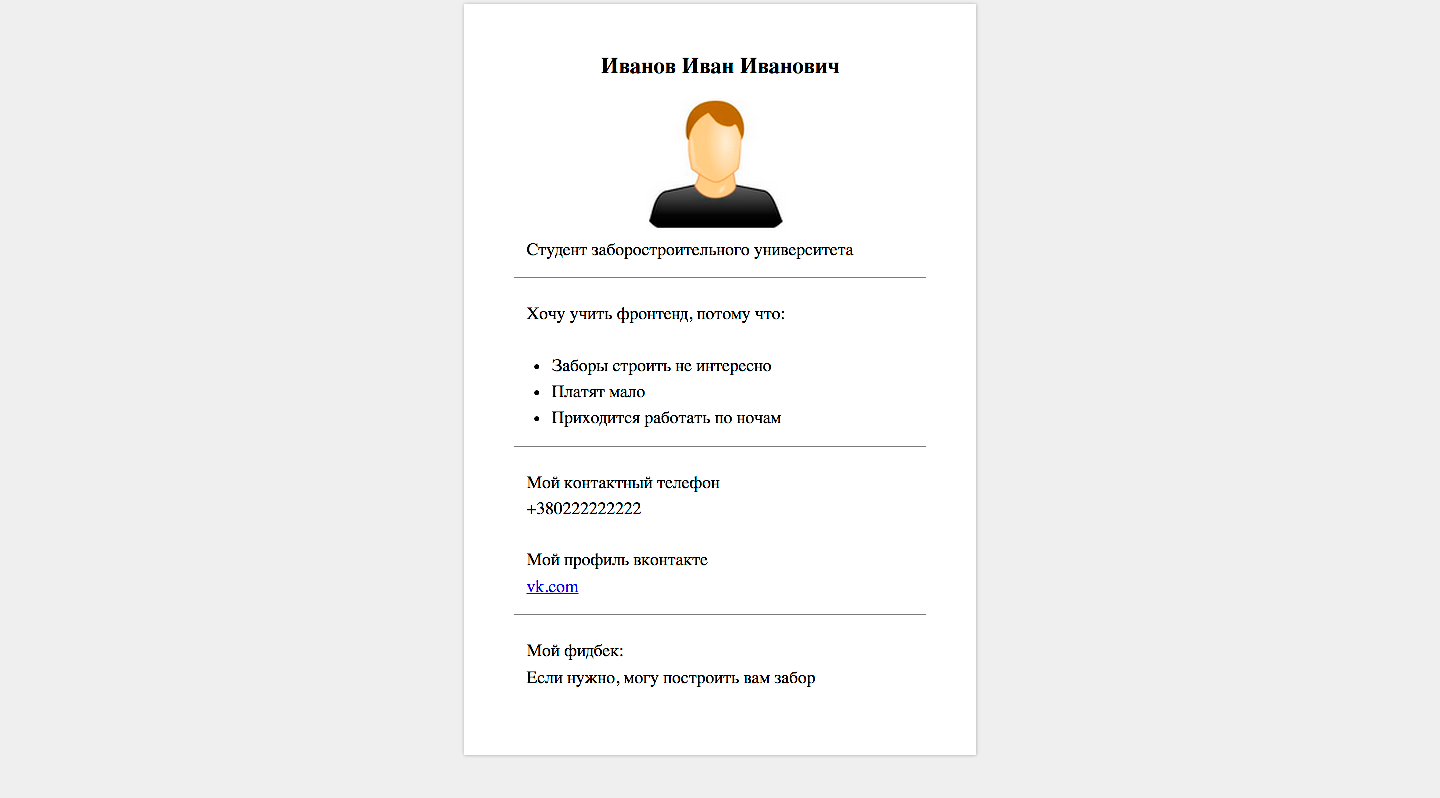 Иванов Иван Иванович
Студент заборостроительного университета
Хочу учить фронтенд, потому что:
• Заборы строить не интересно
• Платят мало
• Приходится работать по ночам
Мой контактный телефон
+380222222222
Мой профиль вконтакте
vk.com
Мой фидбек:
Если нужно, могу построить вам забор